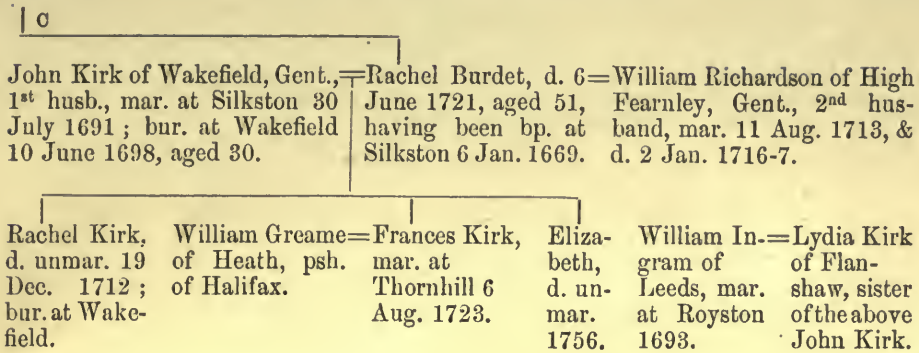 C
John Kirk of Wakefield, Gent.,=Rachel Burdet, d. 6=William Richardson of High
1st husb., mar. at Silkston 30 June 1721, aged 51, Fearnley, Gent., 2nd hus-
July 1691 ; bur. at Wakefield having been bp. at band, mar. 11 Aug. 1713, &
10 June 1698, aged 30. Silkston 6 Jan. 1669. d. 2 Jan. 1716-7.
Rachel Kirk, William Greame=Frances Kirk, Eliza- William In-=Lydia Kirk
d. unmar. 19 of Heath, psh. mar. at beth, gram of of Flan-
Dec. 1712 ; of Halifax. Thornhill 6 d. un- Leeds, mar. shaw, sister
bur. at Wake- Aug. 1723. mar. at Royston of the above
field. 1756. 1693. John Kirk.